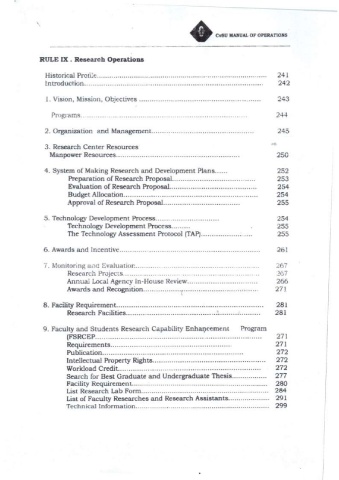 CNSU MANUAL OF OPERATIONS
RULE IX . Research Operations
Historical Profile.......... 241
Introduction.......... 242
1. Vision, Mission, Objectives .......... 243
Programs.......... 244
2. Organization and Management.......... 245
3. Research Center Resources
Manpower Resources.......... 250
4. System of Making Research and Development Plans...... 252
Preparation of Research Proposal.......... 253
Evaluation of Research Proposal.......... 254
Budget Allocation.......... 254
Approval of Research Proposal.......... 255
5. Technology Development Process.......... 254
Technology Development Process.......... 255
The Technology Assessment Protocol (TAP).......... 255
6. Awards and Incentive.......... 261
7. Monitoring and Evaluation.......... 267
Research Projects.......... 267
Annual Local Agency In-House Review.......... 266
Awards and Recognition.......... 271
8. Facility Requirement.......... 281
Research Facilities.......... 281
9. Faculty and Students Research Capability Enhancement Program
(FSRCEP.......... 271
Requirements.......... 271
Publication.......... 272
Intellectual Property Rights.......... 272
Workload Credit.......... 272
Search for Best Graduate and Undergraduate Thesis.......... 277
Facility Requirement.......... 280
List Research Lab Form.......... 284
List of Faculty Researches and Research Assistants.......... 291
Technical Information.......... 299